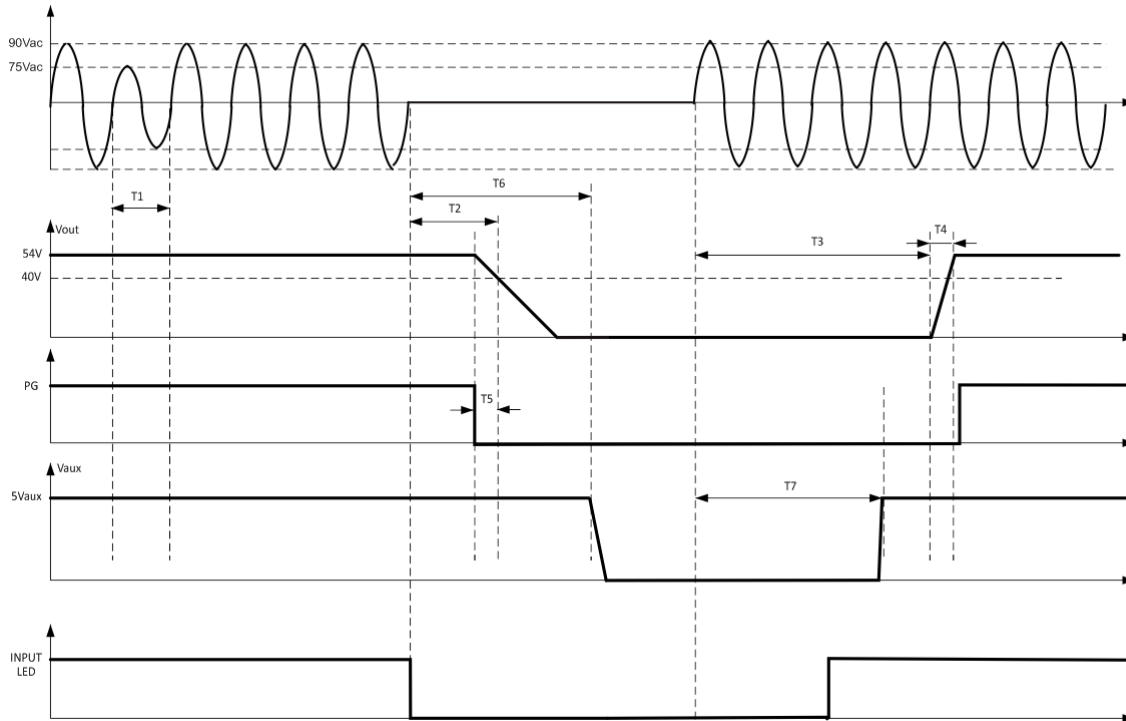 90Vac
75Vac
T1
T6
T2
Vout
54V
40V
T3
T4
PG
T5
Vaux
5Vaux
T7
INPUT
LED